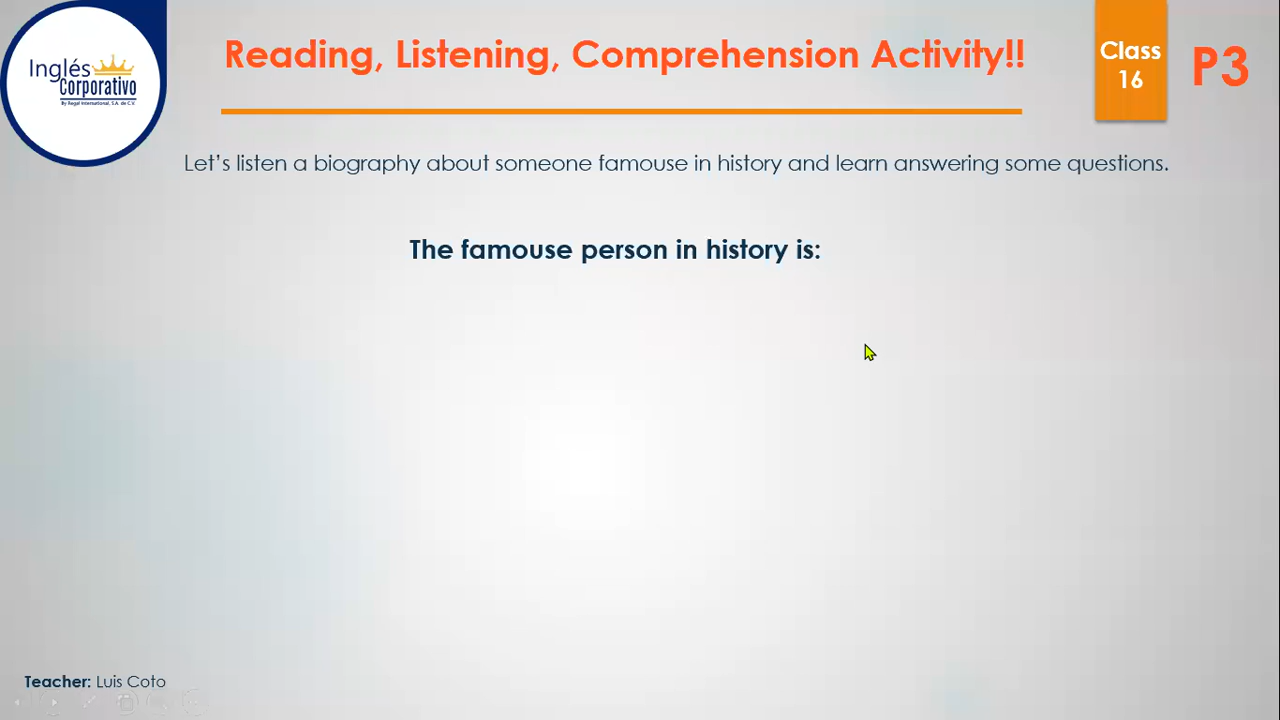 Inglés
Corporativo
By Regal International, S.A. de C.V.
Reading, Listening, Comprehension Activity!!
Class
16
P3
Let's listen a biography about someone famouse in history and learn answering some questions.
The famouse person in history is:
Teacher: Luis Coto